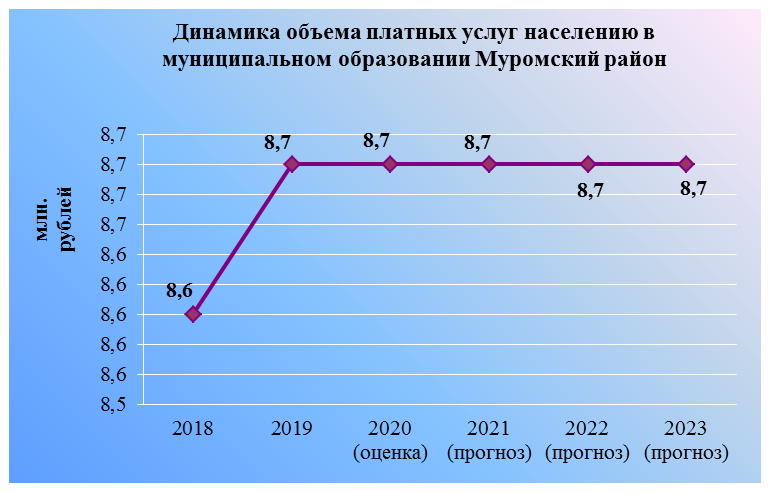 Динамика объема платных услуг населению в
муниципальном образовании Муромский район
млн.
рублей
8,7
8,7
8,7
8,7
8,6
8,6
8,6
8,6
8,6
8,5
8,6
8,7
8,7
8,7
8,7
8,7
2018
2019
2020
(оценка)
2021
(прогноз)
2022
(прогноз)
2023
(прогноз)